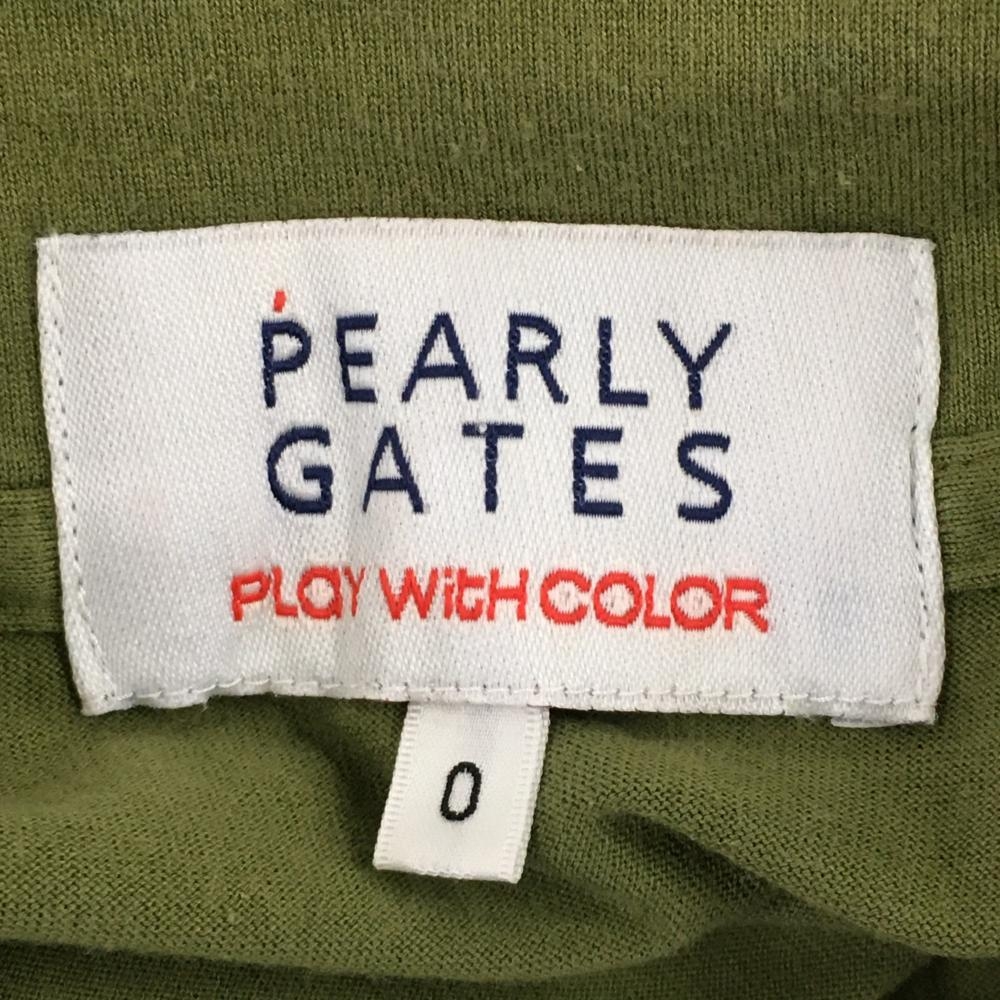 PEARLY
GATES
PLaY WitH COLOR
0